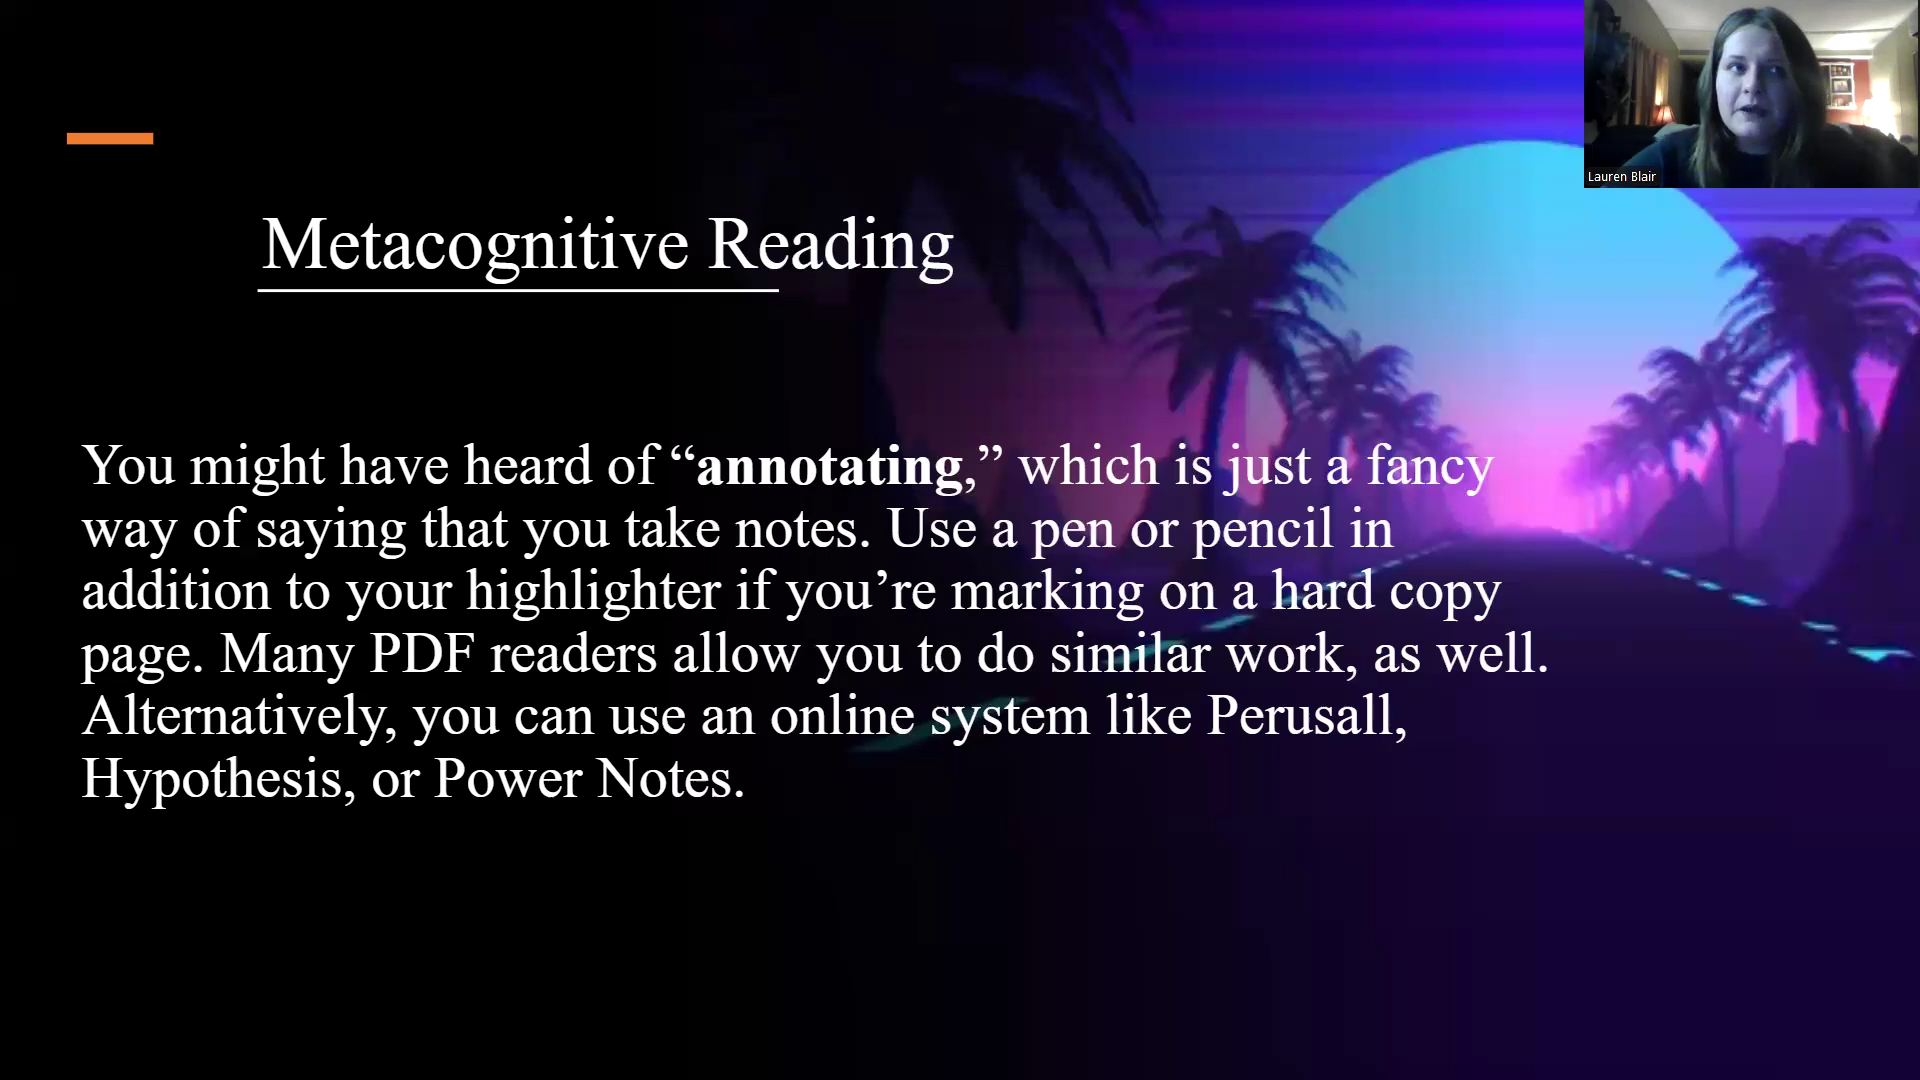 Lauren Blair
Metacognitive Reading
You might have heard of “annotating,” which is just a fancy
way of saying that you take notes. Use a pen or pencil in
addition to your highlighter if you’re marking on a hard copy
page. Many PDF readers allow you to do similar work, as well.
Alternatively, you can use an online system like Perusall,
Hypothesis, or Power Notes.